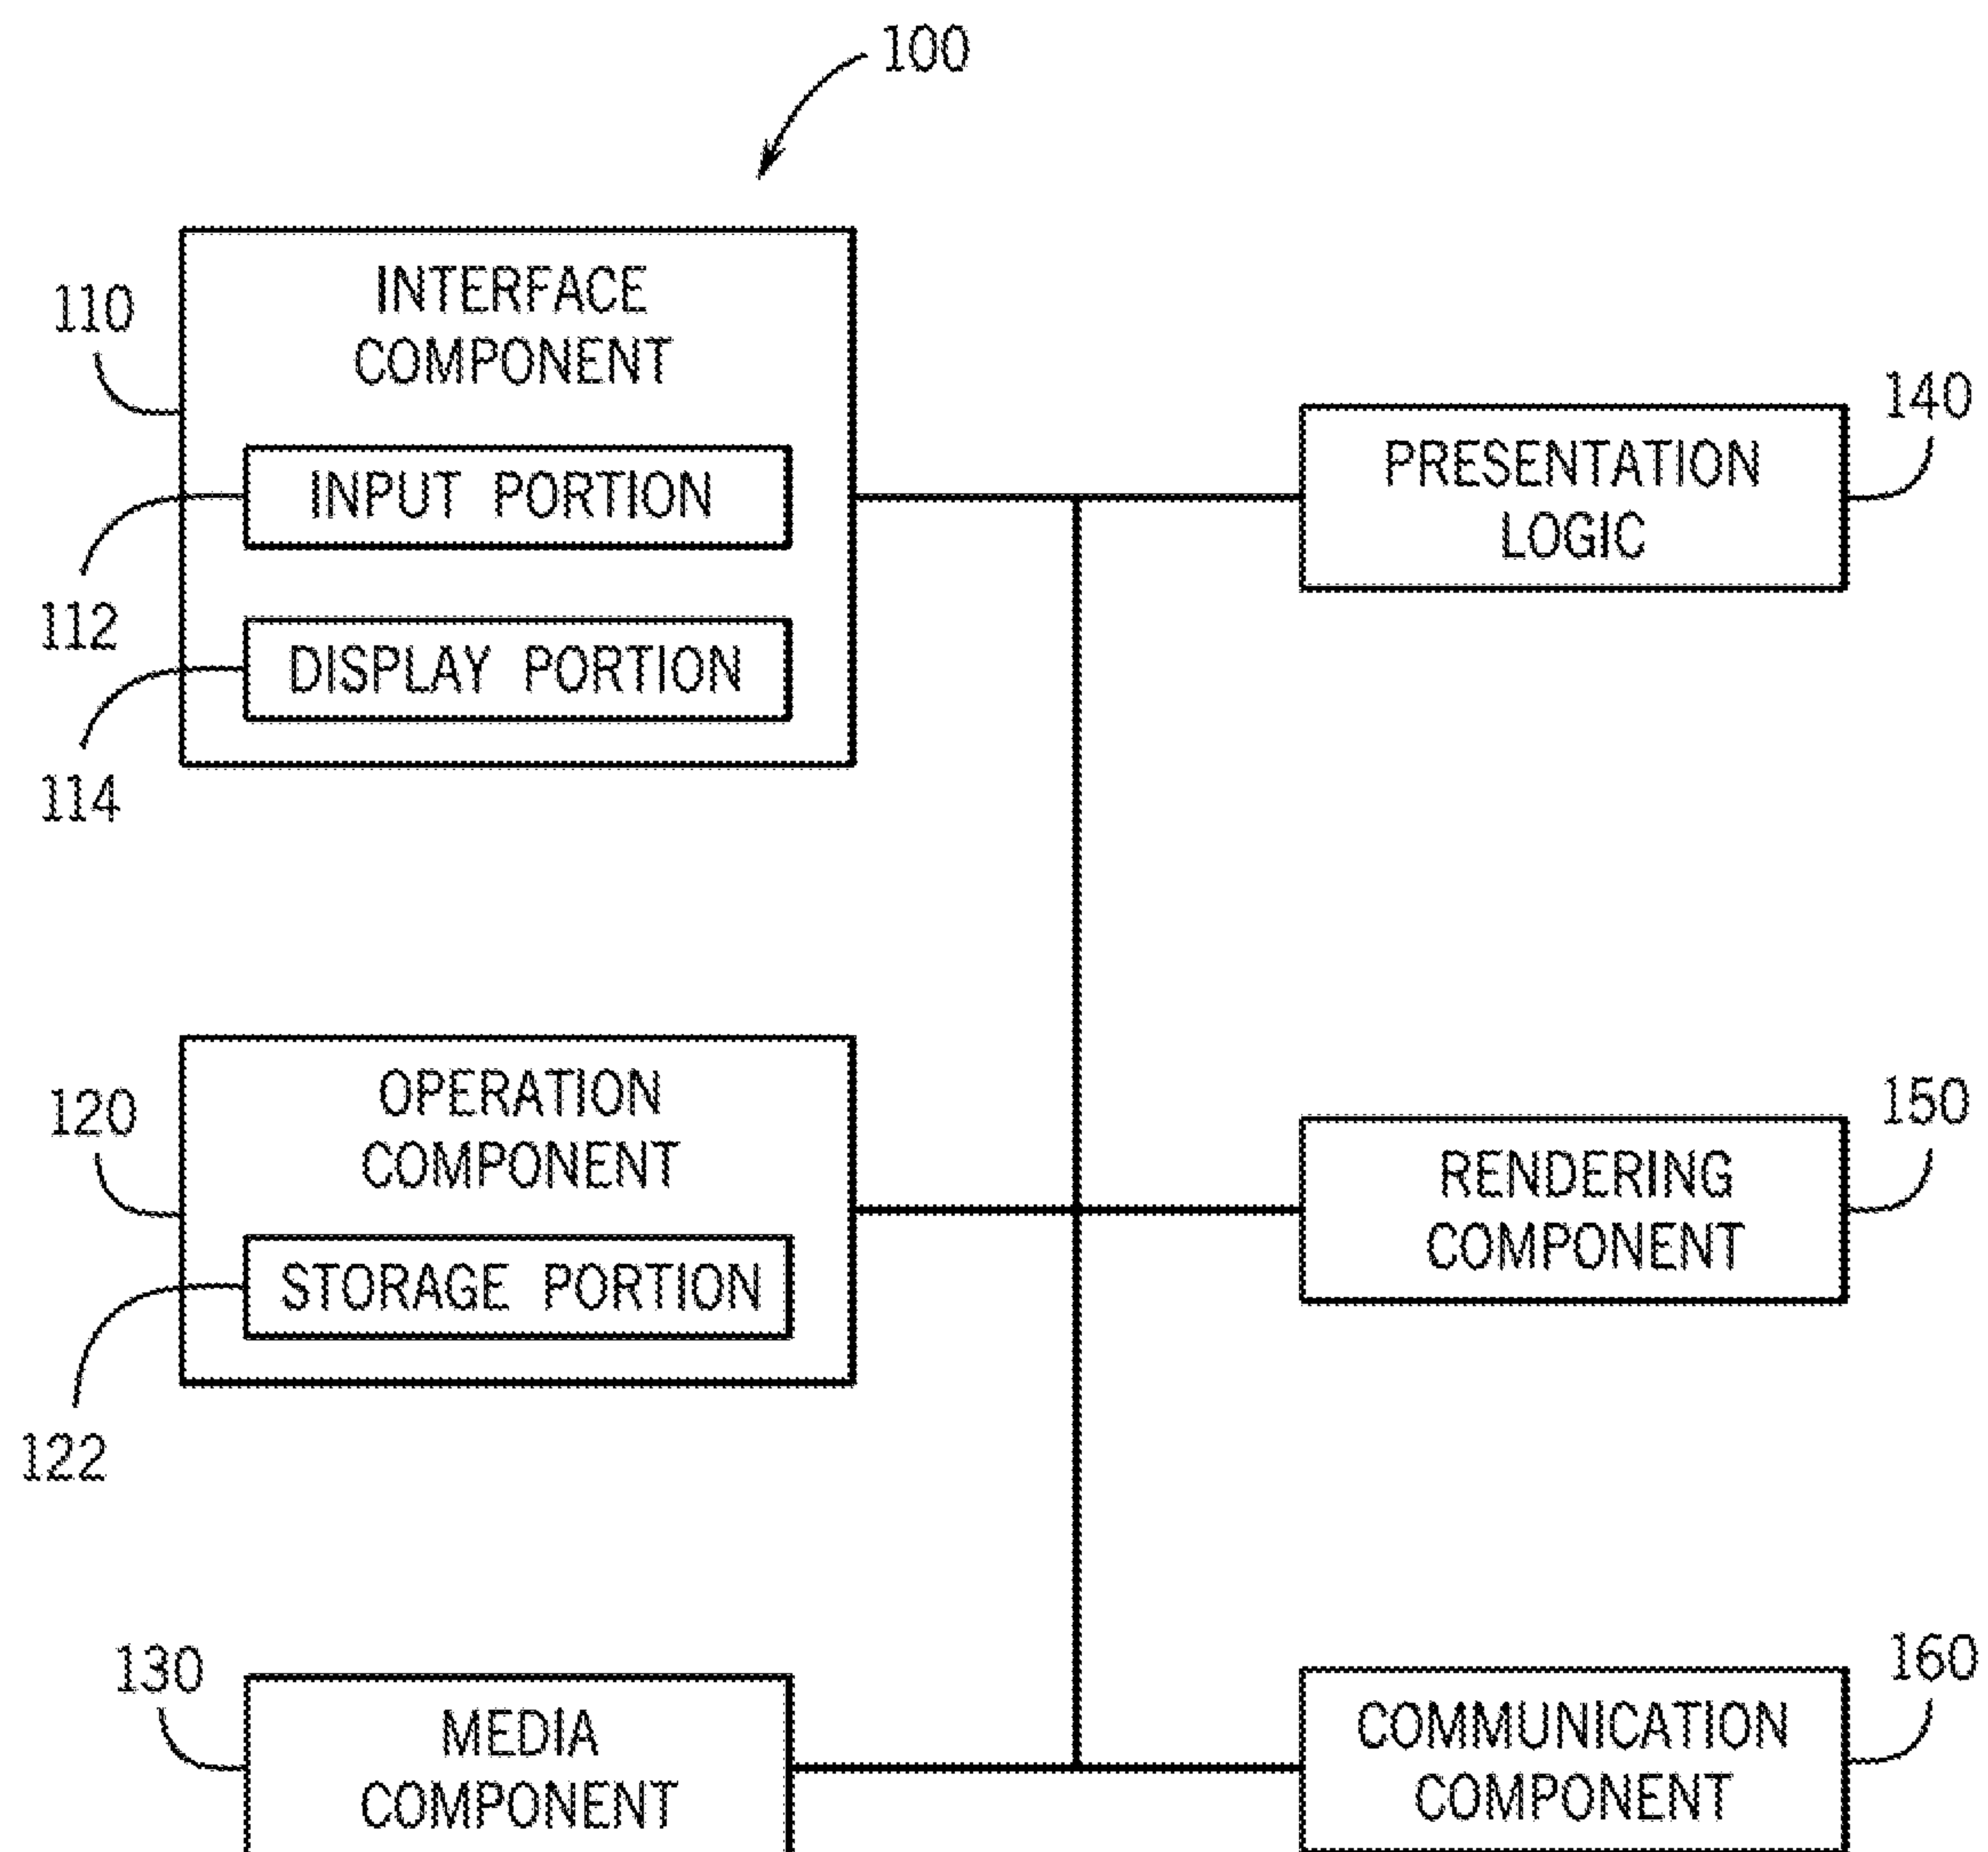 100
110
INTERFACE
COMPONENT
INPUT PORTION
112
DISPLAY PORTION
114
140
PRESENTATION
LOGIC
120
OPERATION
COMPONENT
STORAGE PORTION
122
150
RENDERING
COMPONENT
130
MEDIA
COMPONENT
160
COMMUNICATION
COMPONENT